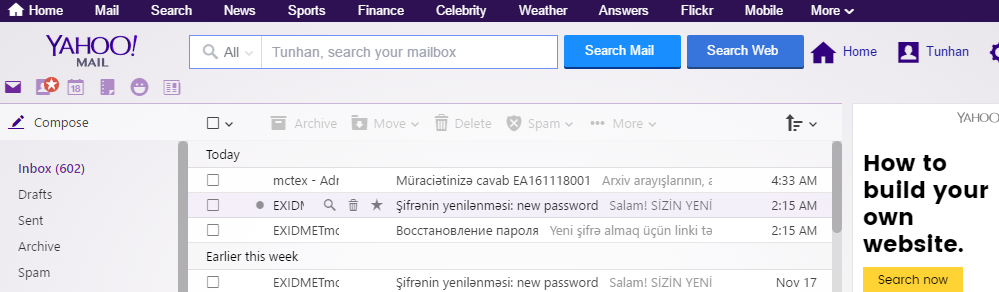 Home Mail Search News Sports Finance Celebrity Weather Answers Flickr Mobile More
YAHOO! MAIL
All Tunhan, search your mailbox Search Mail Search Web Home Tunhan
18
Compose
Archive Move Delete Spam More
YAHOO
Today
Inbox (602)
Drafts
Sent
Archive
Spam
mctex - Adr Müraciətinizə cavab EA161118001 Arxiv arayışlarının, ə 4:33 AM
EXIDM Şifrənin yenilənməsi: new password Salam! SİZİN YENİ 2:15 AM
EXIDMETmc Восстановление пароля Yeni şifrə almaq üçün linki tə 2:15 AM
Earlier this week
EXIDMETmc Şifrənin yenilənməsi: new password Salam! SİZİN YENİ Nov 17
How to
build your
own
website.
Search now